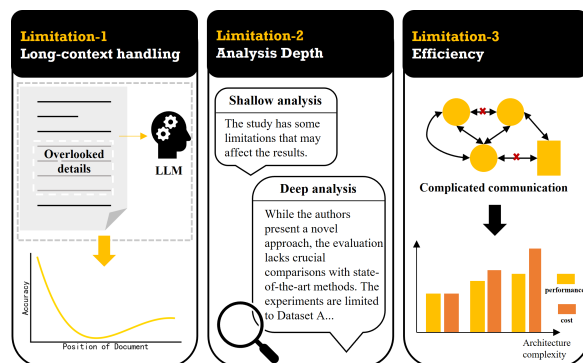 Limitation-1
Long-context handling
Overlooked
details
LLM
Accuracy
Position of Document
Limitation-2
Analysis Depth
Shallow analysis
The study has some
limitations that may
affect the results.
Deep analysis
While the authors
present a novel
approach, the evaluation
lacks crucial
comparisons with state-
of-the-art methods. The
experiments are limited
to Dataset A...
Limitation-3
Efficiency
Complicated communication
performance
cost
Architecture
complexity